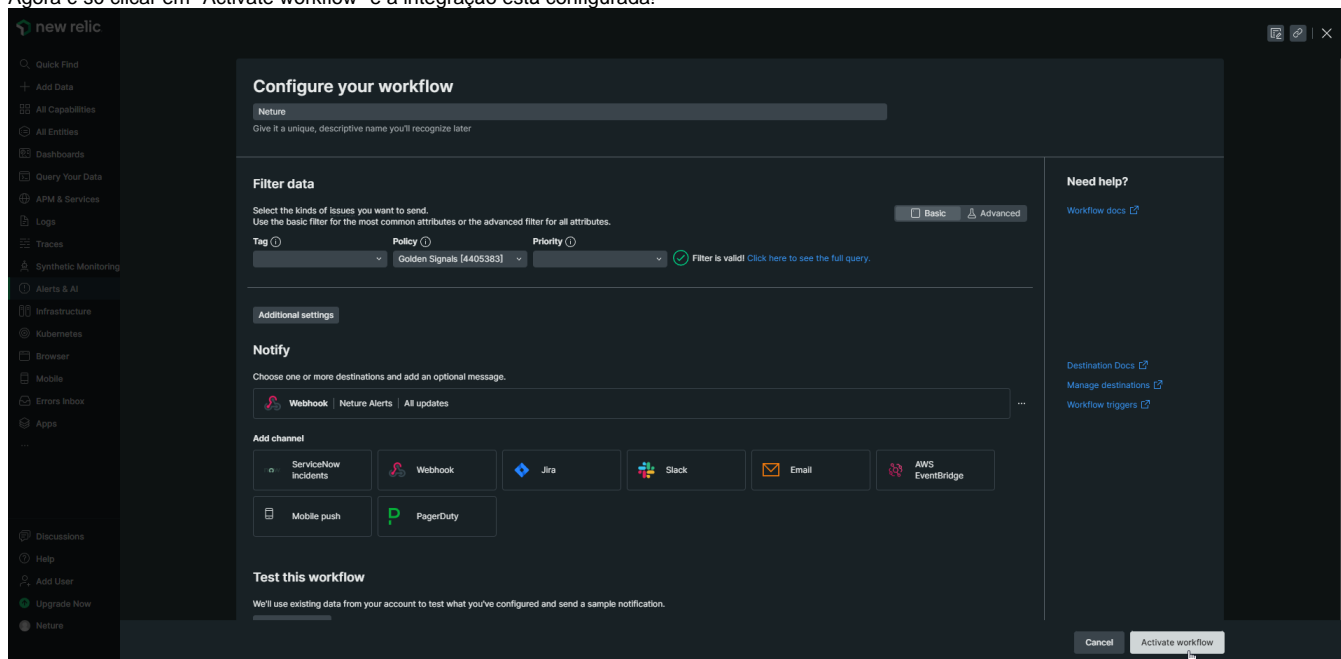 Agora é só clicar em "Activate workflow" e a integração está configurada!
new relic
Quick Find
Add Data
All Capabilities
All Entities
Dashboards
Query Your Data
APM & Services
Logs
Traces
Synthetic Monitoring
Alerts & AI
Infrastructure
Kubernetes
Browser
Mobile
Errors Inbox
Apps
...
Discussions
Help
Add User
Upgrade Now
Neture
Configure your workflow
Neture
Give it a unique, descriptive name you'll recognize later
Filter data
Select the kinds of issues you want to send.
Use the basic filter for the most common attributes or the advanced filter for all attributes.
Basic Advanced
Tag Policy Priority
Golden Signals [4405383] Filter is valid! Click here to see the full query.
Additional settings
Notify
Choose one or more destinations and add an optional message.
Webhook | Neture Alerts | All updates ...
Add channel
ServiceNow incidents
Webhook
Jira
Slack
Email
AWS EventBridge
Mobile push
PagerDuty
Test this workflow
We'll use existing data from your account to test what you've configured and send a sample notification.
Need help?
Workflow docs
Destination Docs
Manage destinations
Workflow triggers
Cancel
Activate workflow